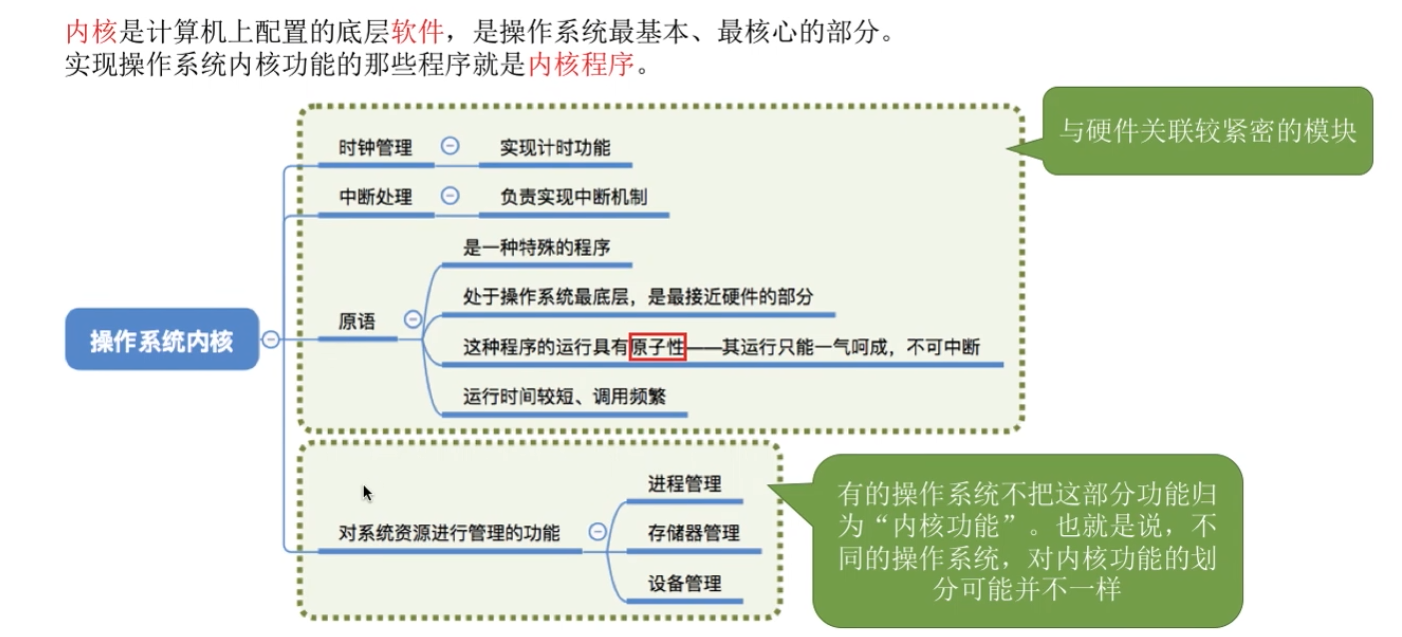 内核是计算机上配置的底层软件，是操作系统最基本、最核心的部分。
实现操作系统内核功能的那些程序就是内核程序。
与硬件关联较紧密的模块
时钟管理
实现计时功能
中断处理
负责实现中断机制
是一种特殊的程序
处于操作系统最底层，是最接近硬件的部分
原语
这种程序的运行具有原子性——其运行只能一气呵成，不可中断
运行时间较短、调用频繁
操作系统内核
进程管理
对系统资源进行管理的功能
存储器管理
设备管理
有的操作系统不把这部分功能归
为“内核功能”。也就是说，不
同的操作系统，对内核功能的划
分可能并不一样